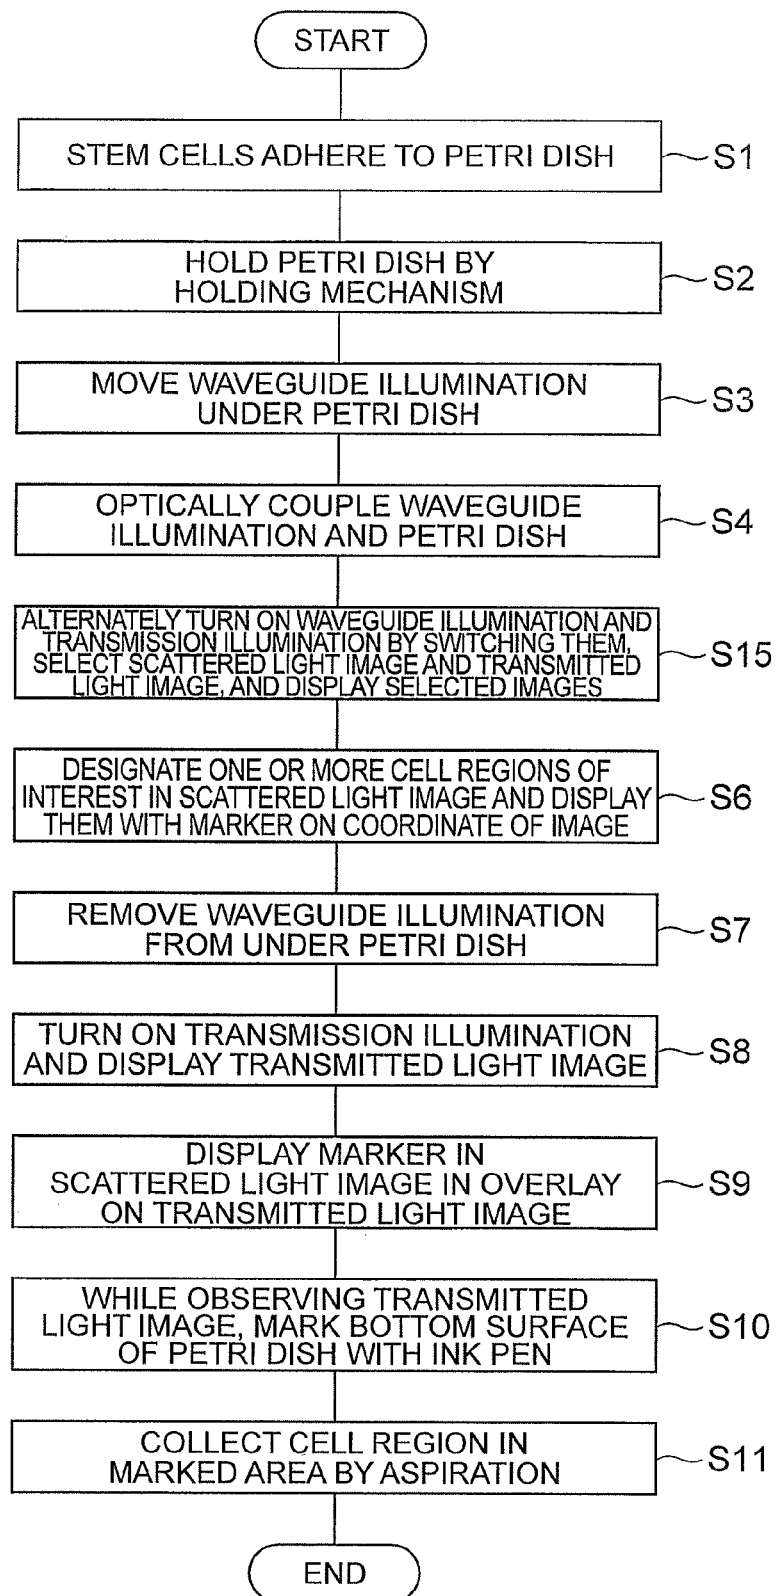 START
STEM CELLS ADHERE TO PETRI DISH
S1
HOLD PETRI DISH BY
HOLDING MECHANISM
S2
MOVE WAVEGUIDE ILLUMINATION
UNDER PETRI DISH
S3
OPTICALLY COUPLE WAVEGUIDE
ILLUMINATION AND PETRI DISH
S4
ALTERNATELY TURN ON WAVEGUIDE ILLUMINATION AND
TRANSMISSION ILLUMINATION BY SWITCHING THEM,
SELECT SCATTERED LIGHT IMAGE AND TRANSMITTED
LIGHT IMAGE, AND DISPLAY SELECTED IMAGES
S15
DESIGNATE ONE OR MORE CELL REGIONS OF
INTEREST IN SCATTERED LIGHT IMAGE AND DISPLAY
THEM WITH MARKER ON COORDINATE OF IMAGE
S6
REMOVE WAVEGUIDE ILLUMINATION
FROM UNDER PETRI DISH
S7
TURN ON TRANSMISSION ILLUMINATION
AND DISPLAY TRANSMITTED LIGHT IMAGE
S8
DISPLAY MARKER IN
SCATTERED LIGHT IMAGE IN OVERLAY
ON TRANSMITTED LIGHT IMAGE
S9
WHILE OBSERVING TRANSMITTED
LIGHT IMAGE, MARK BOTTOM SURFACE
OF PETRI DISH WITH INK PEN
S10
COLLECT CELL REGION IN
MARKED AREA BY ASPIRATION
S11
END